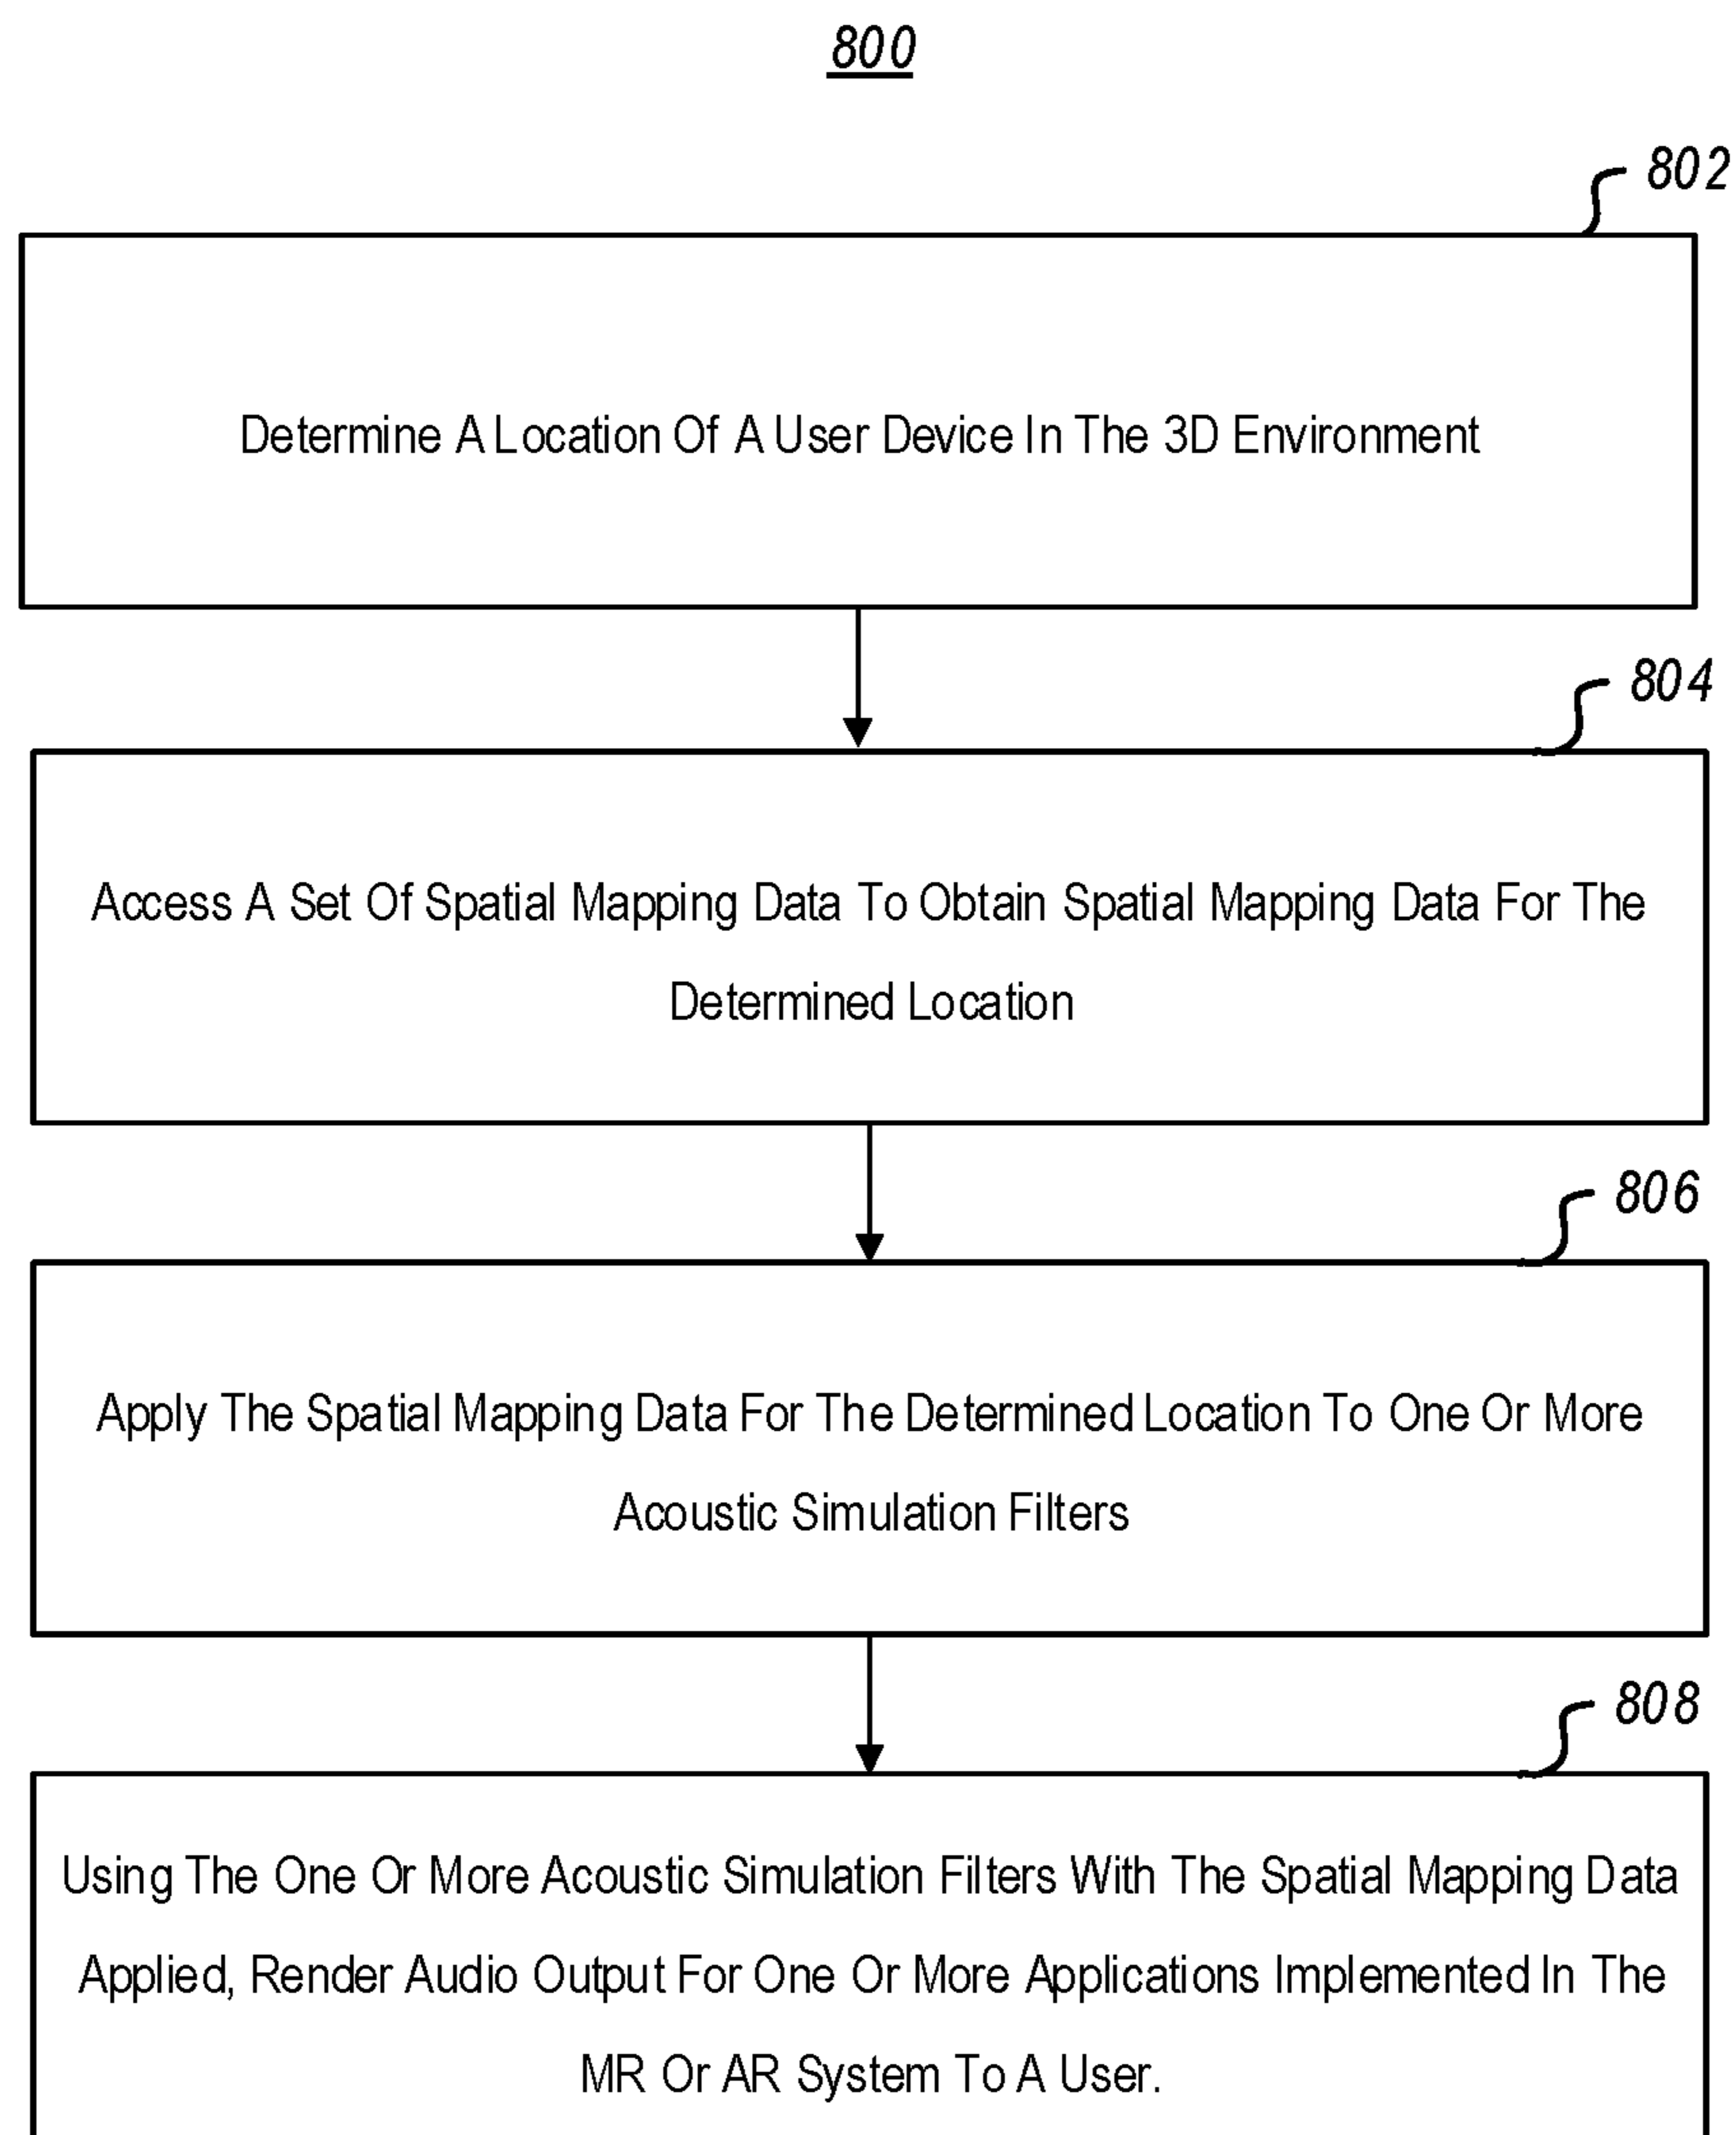 800
802
Determine A Location Of A User Device In The 3D Environment
804
Access A Set Of Spatial Mapping Data To Obtain Spatial Mapping Data For The
Determined Location
806
Apply The Spatial Mapping Data For The Determined Location To One Or More
Acoustic Simulation Filters
808
Using The One Or More Acoustic Simulation Filters With The Spatial Mapping Data
Applied, Render Audio Output For One Or More Applications Implemented In The
MR Or AR System To A User.